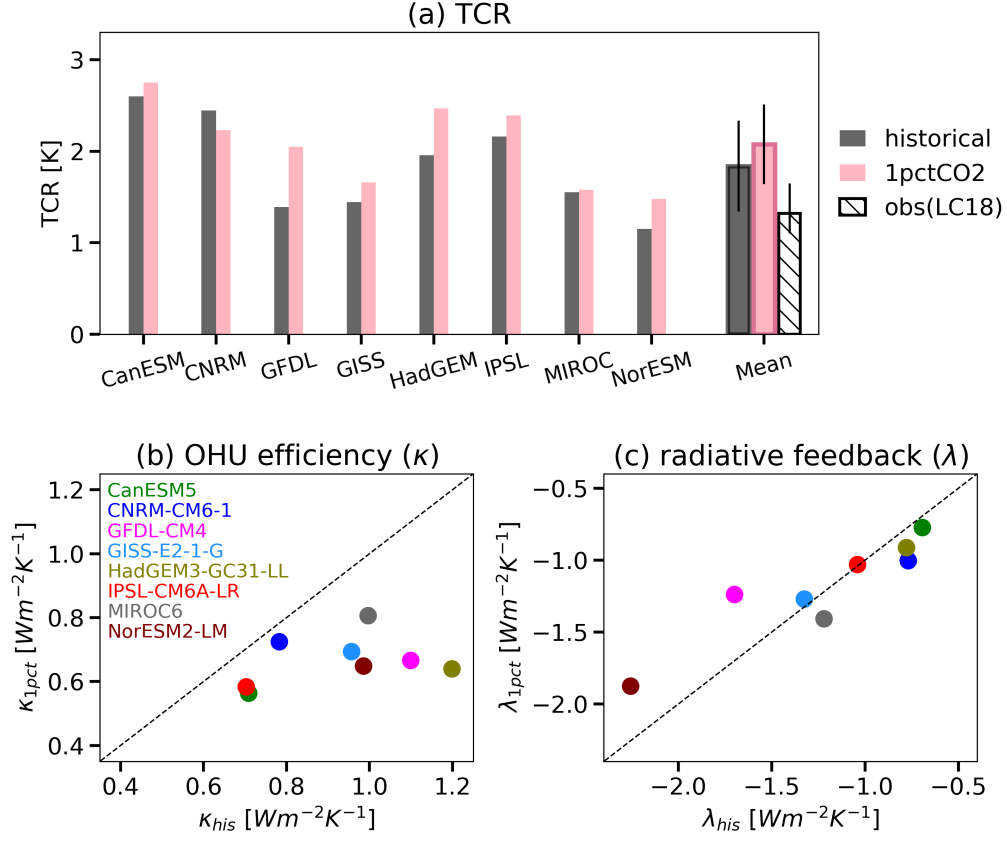 (a) TCR
TCR [K]
3
2
1
0
CanESM
CNRM
GFDL
GISS
HadGEM
IPSL
MIROC
NorESM
Mean
historical
1pctCO2
obs(LC18)
(b) OHU efficiency (κ)
κ1pct [Wm−2K−1]
1.2
1.0
0.8
0.6
0.4
CanESM5
CNRM-CM6-1
GFDL-CM4
GISS-E2-1-G
HadGEM3-GC31-LL
IPSL-CM6A-LR
MIROC6
NorESM2-LM
0.4 0.6 0.8 1.0 1.2
κhis [Wm−2K−1]
(c) radiative feedback (λ)
λ1pct [Wm−2K−1]
−0.5
−1.0
−1.5
−2.0
−2.0 −1.5 −1.0 −0.5
λhis [Wm−2K−1]